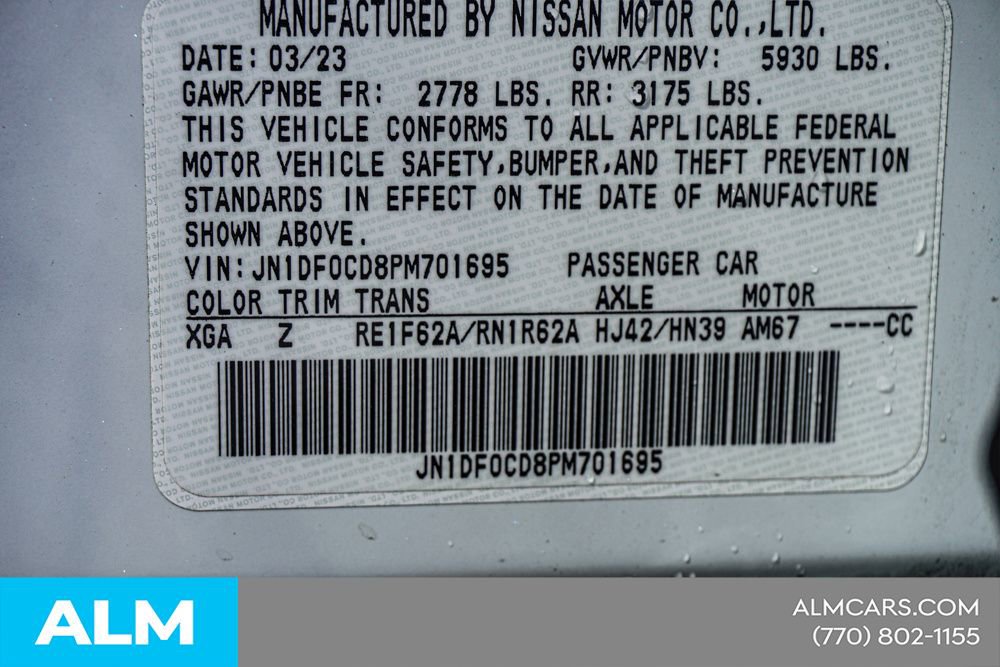 MANUFACTURED BY NISSAN MOTOR CO.,LTD.
DATE: 03/23 GVWR/PNBV: 5930 LBS.
GAWR/PNBE FR: 2778 LBS. RR: 3175 LBS.
THIS VEHICLE CONFORMS TO ALL APPLICABLE FEDERAL
MOTOR VEHICLE SAFETY,BUMPER,AND THEFT PREVENTION
STANDARDS IN EFFECT ON THE DATE OF MANUFACTURE
SHOWN ABOVE.
VIN:JN1DF0CD8PM701695 PASSENGER CAR
COLOR TRIM TRANS AXLE MOTOR
XGA Z RE1F62A/RN1R62A HJ42/HN39 AM67 ----CC
JN1DF0CD8PM701695
ALM
ALMCARS.COM
(770) 802-1155